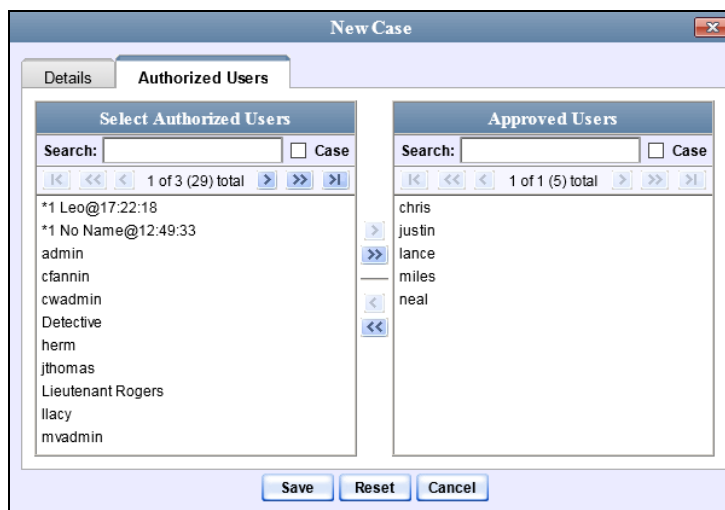 New Case
Details
Authorized Users
Select Authorized Users
Search:
Case
1 of 3 (29) total
*1 Leo@17:22:18
*1 No Name@12:49:33
admin
cfannin
cwadmin
Detective
herm
jthomas
Lieutenant Rogers
llacy
mvadmin
Approved Users
Search:
Case
1 of 1 (5) total
chris
justin
lance
miles
neal
Save
Reset
Cancel